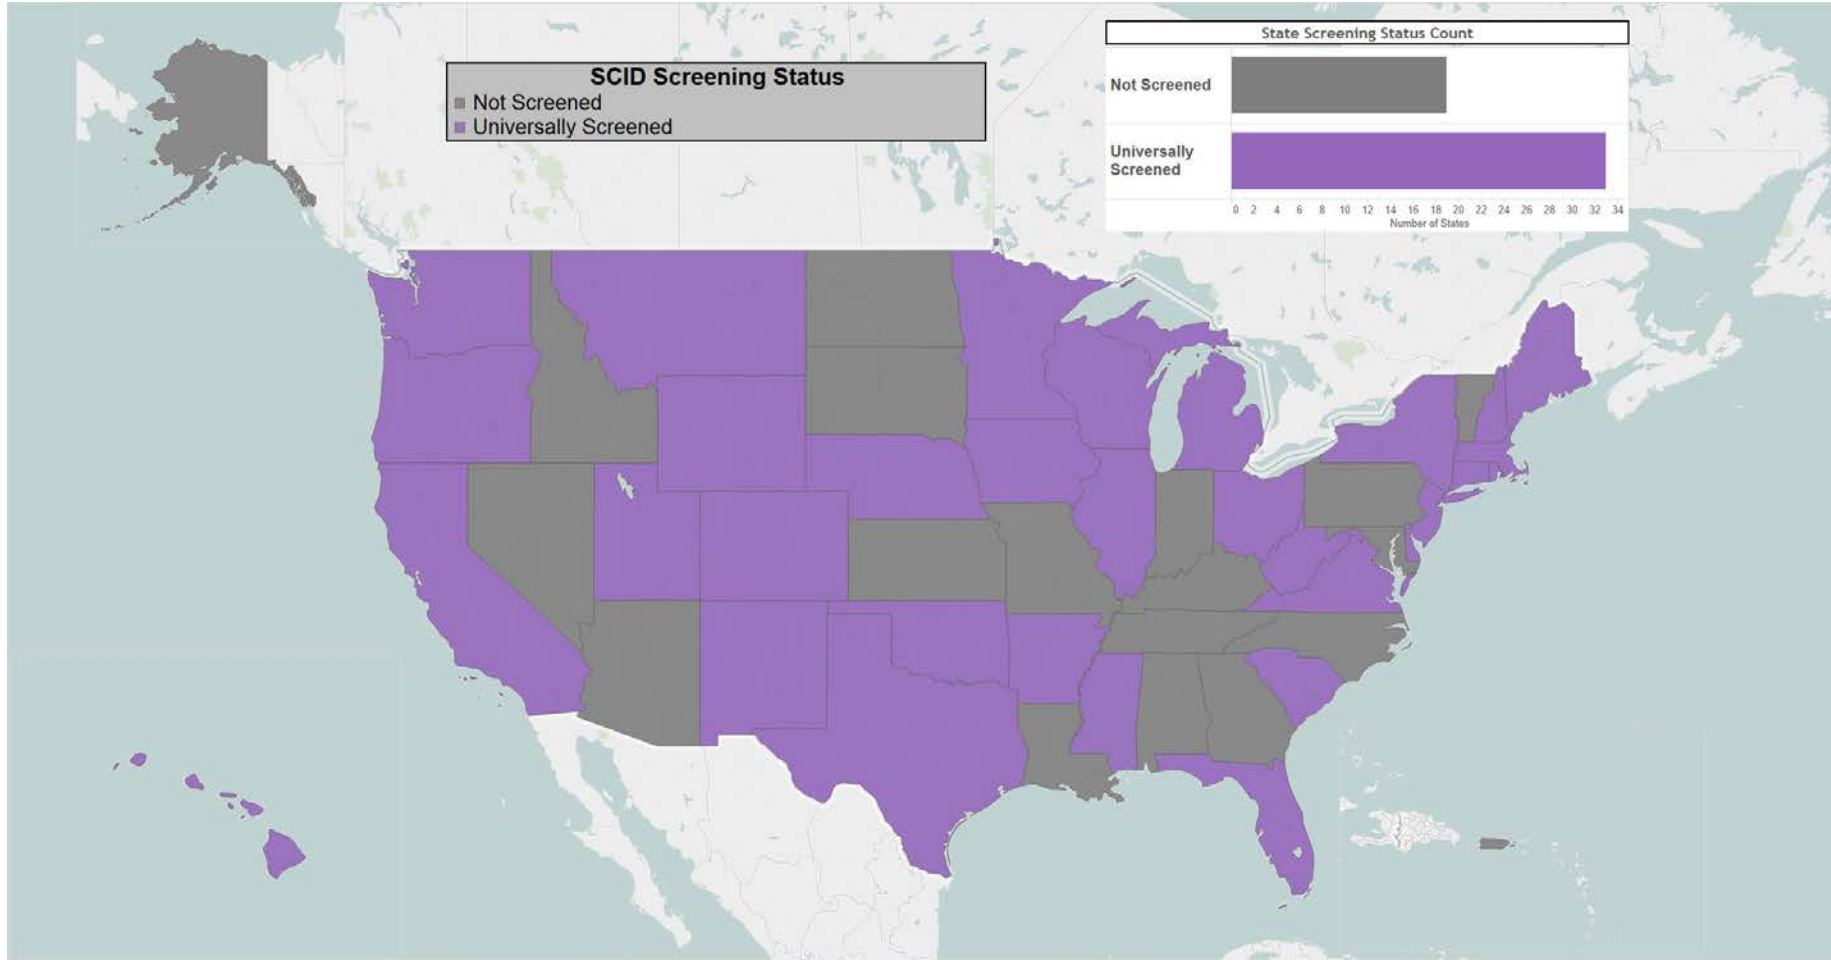 SCID Screening Status
Not Screened
Universally Screened
State Screening Status Count
Not Screened
Universally
Screened
0 2 4 6 8 10 12 14 16 18 20 22 24 26 28 30 32 34
Number of States